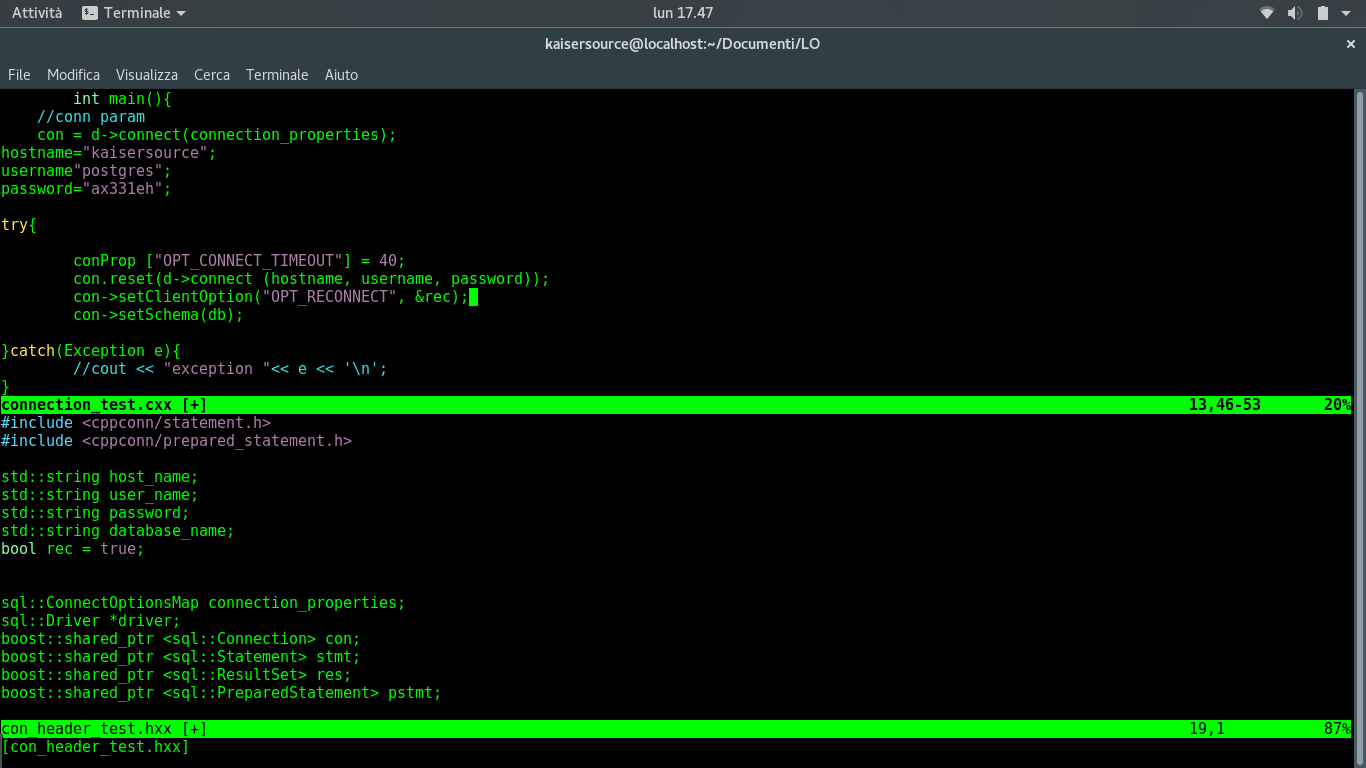 Attività Terminale lun 17.47
kaisersource@localhost:~/Documenti/LO ×
File Modifica Visualizza Cerca Terminale Aiuto
        int main(){
    //conn param
    con = d->connect(connection_properties);
hostname="kaisersource";
username"postgres";
password="ax331eh";
try{
        conProp ["OPT_CONNECT_TIMEOUT"] = 40;
        con.reset(d->connect (hostname, username, password));
        con->setClientOption("OPT_RECONNECT", &rec);
        con->setSchema(db);
}catch(Exception e){
        //cout << "exception "<< e << '\n';
}
connection_test.cxx [+] 13,46-53 20%
#include <cppconn/statement.h>
#include <cppconn/prepared_statement.h>
std::string host_name;
std::string user_name;
std::string password;
std::string database_name;
bool rec = true;
sql::ConnectOptionsMap connection_properties;
sql::Driver *driver;
boost::shared_ptr <sql::Connection> con;
boost::shared_ptr <sql::Statement> stmt;
boost::shared_ptr <sql::ResultSet> res;
boost::shared_ptr <sql::PreparedStatement> pstmt;
con_header_test.hxx [+] 19,1 87%
[con_header_test.hxx]